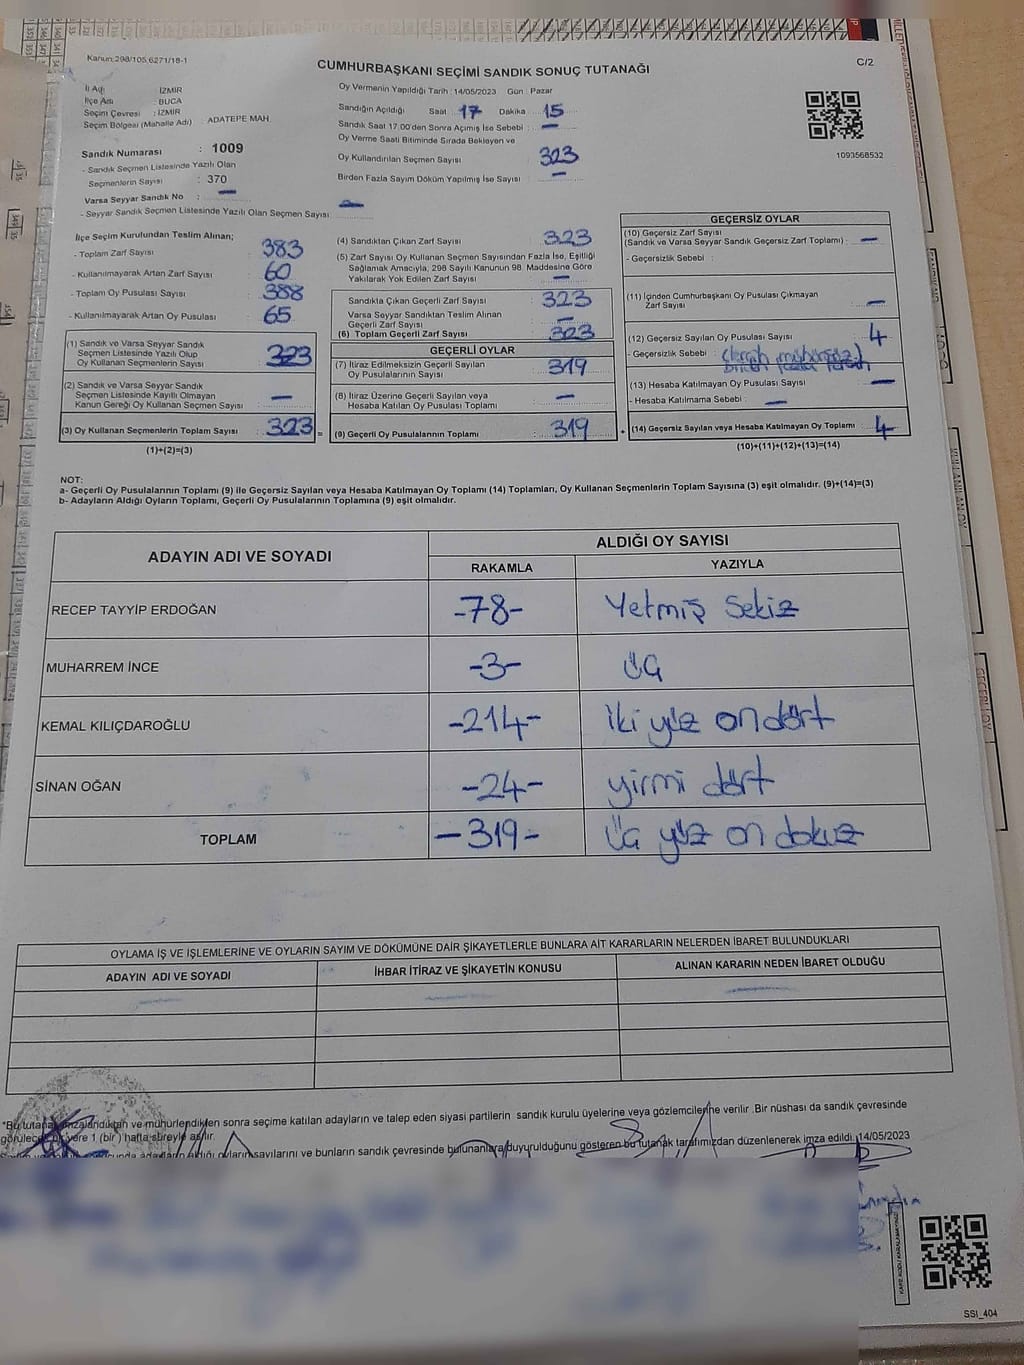 Kanun:298/105,6271/18-1
CUMHURBAŞKANI SEÇİMİ SANDIK SONUÇ TUTANAĞI
C/2
İl Adı : İZMİR
İlçe Adı : BUCA
Seçim Çevresi : İZMİR
Seçim Bölgesi (Mahalle Adı) : ADATEPE MAH.
Sandık Numarası : 1009
- Sandık Seçmen Listesinde Yazılı Olan
Seçmenlerin Sayısı : 370
Varsa Seyyar Sandık No : —
- Seyyar Sandık Seçmen Listesinde Yazılı Olan Seçmen Sayısı: —
Oy Vermenin Yapıldığı Tarih : 14/05/2023 Gün : Pazar
Sandığın Açıldığı Saat : 17 Dakika : 15
Sandık Saat 17.00'den Sonra Açımış İse Sebebi : —
Oy Verme Saati Bitiminde Sırada Bekleyen ve
Oy Kullandırılan Seçmen Sayısı : 323
Birden Fazla Sayım Döküm Yapılmış İse Sayısı : —
1093568532
İlçe Seçim Kurulundan Teslim Alınan;
- Toplam Zarf Sayısı : 383
- Kullanılmayarak Artan Zarf Sayısı : 60
- Toplam Oy Pusulası Sayısı : 388
- Kullanılmayarak Artan Oy Pusulası : 65
(1) Sandık ve Varsa Seyyar Sandık
Seçmen Listesinde Yazılı Olup
Oy Kullanan Seçmenlerin Sayısı : 323
(2) Sandık ve Varsa Seyyar Sandık
Seçmen Listesinde Kayıtlı Olmayan
Kanun Gereği Oy Kullanan Seçmen Sayısı : —
(3) Oy Kullanan Seçmenlerin Toplam Sayısı : 323
(1)+(2)=(3)
(4) Sandıktan Çıkan Zarf Sayısı : 323
(5) Zarf Sayısı Oy Kullanan Seçmen Sayısından Fazla İse, Eşitliği
Sağlamak Amacıyla, 298 Sayılı Kanunun 98. Maddesine Göre
Yakılarak Yok Edilen Zarf Sayısı : —
Sandıkta Çıkan Geçerli Zarf Sayısı : 323
Varsa Seyyar Sandıktan Teslim Alınan
Geçerli Zarf Sayısı : —
(6) Toplam Geçerli Zarf Sayısı : 323
GEÇERLİ OYLAR
(7) İtiraz Edilmeksizin Geçerli Sayılan
Oy Pusulalarının Sayısı : 319
(8) İtiraz Üzerine Geçerli Sayılan veya
Hesaba Katılan Oy Pusulası Toplamı : —
(9) Geçerli Oy Pusulalarının Toplamı : 319
GEÇERSİZ OYLAR
(10) Geçersiz Zarf Sayısı
(Sandık ve Varsa Seyyar Sandık Geçersiz Zarf Toplamı) : —
- Geçersizlik Sebebi :
(11) İçinden Cumhurbaşkanı Oy Pusulası Çıkmayan
Zarf Sayısı : —
(12) Geçersiz Sayılan Oy Pusulası Sayısı : 4
- Geçersizlik Sebebi :
(13) Hesaba Katılmayan Oy Pusulası Sayısı : —
- Hesaba Katılmama Sebebi : —
(14) Geçersiz Sayılan veya Hesaba Katılmayan Oy Toplamı : 4
(10)+(11)+(12)+(13)=(14)
NOT:
a- Geçerli Oy Pusulalarının Toplamı (9) ile Geçersiz Sayılan veya Hesaba Katılmayan Oy Toplamı (14) Toplamları, Oy Kullanan Seçmenlerin Toplam Sayısına (3) eşit olmalıdır. (9)+(14)=(3)
b- Adayların Aldığı Oyların Toplamı, Geçerli Oy Pusulalarının Toplamına (9) eşit olmalıdır.
ADAYIN ADI VE SOYADI
ALDIĞI OY SAYISI
RAKAMLA YAZIYLA
RECEP TAYYİP ERDOĞAN -78- Yetmiş Sekiz
MUHARREM İNCE -3- Üç
KEMAL KILIÇDAROĞLU -214- iki yüz on dört
SİNAN OĞAN -24- yirmi dört
TOPLAM -319- Üç yüz on dokuz
OYLAMA İŞ VE İŞLEMLERİNE VE OYLARIN SAYIM VE DÖKÜMÜNE DAİR ŞİKAYETLERLE BUNLARA AİT KARARLARIN NELERDEN İBARET BULUNDUKLARI
ADAYIN ADI VE SOYADI İHBAR İTİRAZ VE ŞİKAYETİN KONUSU ALINAN KARARIN NEDEN İBARET OLDUĞU
*Bu tutanak imzalandıktan ve mühürlendikten sonra seçime katılan adayların ve talep eden siyasi partilerin sandık kurulu üyelerine veya gözlemcilerine verilir. Bir nüshası da sandık çevresinde
görülecek bir yere 1 (bir) hafta süreyle asılır.
adayların aldığı oyların sayılarını ve bunların sandık çevresinde bulunanlara duyurulduğunu gösteren bu tutanak tarafımızdan düzenlenerek imza edildi. 14/05/2023
KARE KODU KARALAMAYINIZ
SSI_404